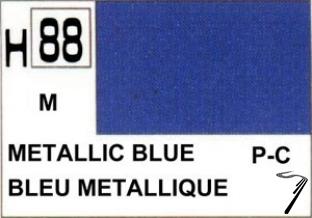 H 88
M
METALLIC BLUE P-C
BLEU METALLIQUE